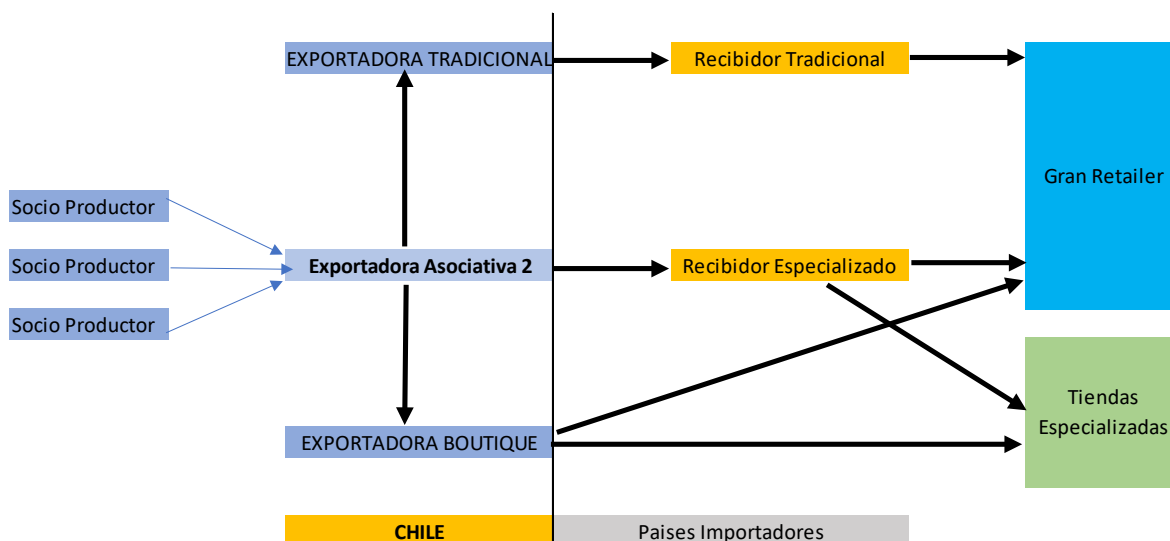 EXPORTADORA TRADICIONAL
Recibidor Tradicional
Gran Retailer
Socio Productor
Socio Productor
Exportadora Asociativa 2
Recibidor Especializado
Socio Productor
Tiendas
Especializadas
EXPORTADORA BOUTIQUE
CHILE
Paises Importadores